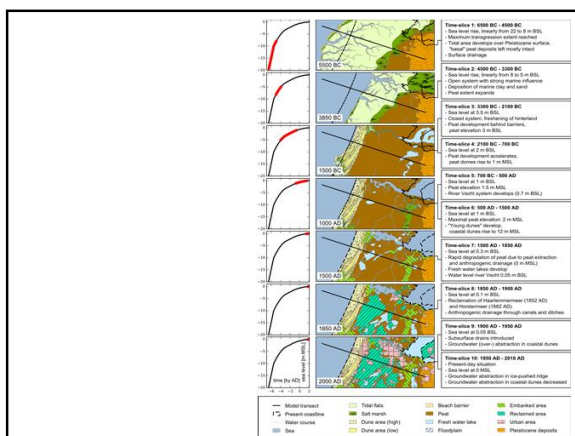 Time-slice 1: 6500 BC - 4500 BC
- Sea level rise, linearly from 22 to 8 m BSL
- Maximum transgression extent reached
- Tidal area develops over Pleistocene surface,
"basal" peat deposits left mostly intact
- Surface drainage
Time-slice 2: 4500 BC - 3300 BC
- Sea level rise, linearly from 8 to 5 m BSL
- Open system with strong marine influence
- Deposition of marine clay and sand
- Peat extent expands
Time-slice 3: 3300 BC - 2100 BC
- Sea level at 3.5 m BSL
- Closed system, freshening of hinterland
- Peat development behind barriers,
peat elevation 3 m BSL
Time-slice 4: 2100 BC - 700 BC
- Sea level at 2 m BSL
- Peat development accelerates,
peat domes rise to 1 m MSL
Time-slice 5: 700 BC - 500 AD
- Sea level at 1 m BSL
- Peat elevation 1.5 m MSL
- River Vecht system develops (0.7 m BSL)
Time-slice 6: 500 AD - 1500 AD
- Sea level at 1 m BSL
- Maximal peat elevation: 2 m MSL
- "Young dunes" develop,
coastal dunes rise to 12 m MSL
Time-slice 7: 1500 AD - 1850 AD
- Sea level at 0.3 m BSL
- Rapid degradation of peat due to peat extraction
and anthropogenic drainage (0 m MSL)
- Fresh water lakes develop
- Water level river Vecht 0.05 m BSL
Time-slice 8: 1850 AD - 1900 AD
- Sea level at 0.1 m BSL
- Reclamation of Haarlemmermeer (1852 AD)
and Horstermeer (1882 AD)
- Anthropogenic drainage through canals and ditches
Time-slice 9: 1900 AD - 1950 AD
- Sea level at 0.05 BSL
- Subsurface drains introduced
- Groundwater (over-) abstraction in coastal dunes
Time-slice 10: 1950 AD - 2010 AD
- Present-day situation
- Sea level at 0 MSL
- Groundwater abstraction in ice-pushed ridge
- Groundwater abstraction in coastal dunes decreased
5500 BC
3850 BC
1500 BC
1000 AD
1500 AD
1850 AD
2000 AD
time [ky AD]
sea level [m MSL]
Model transect
Present coastline
Water course
Sea
Tidal flats
Salt marsh
Dune area (high)
Dune area (low)
Beach barrier
Peat
Fresh water lake
Floodplain
Embanked area
Reclaimed area
Urban area
Pleistocene deposits